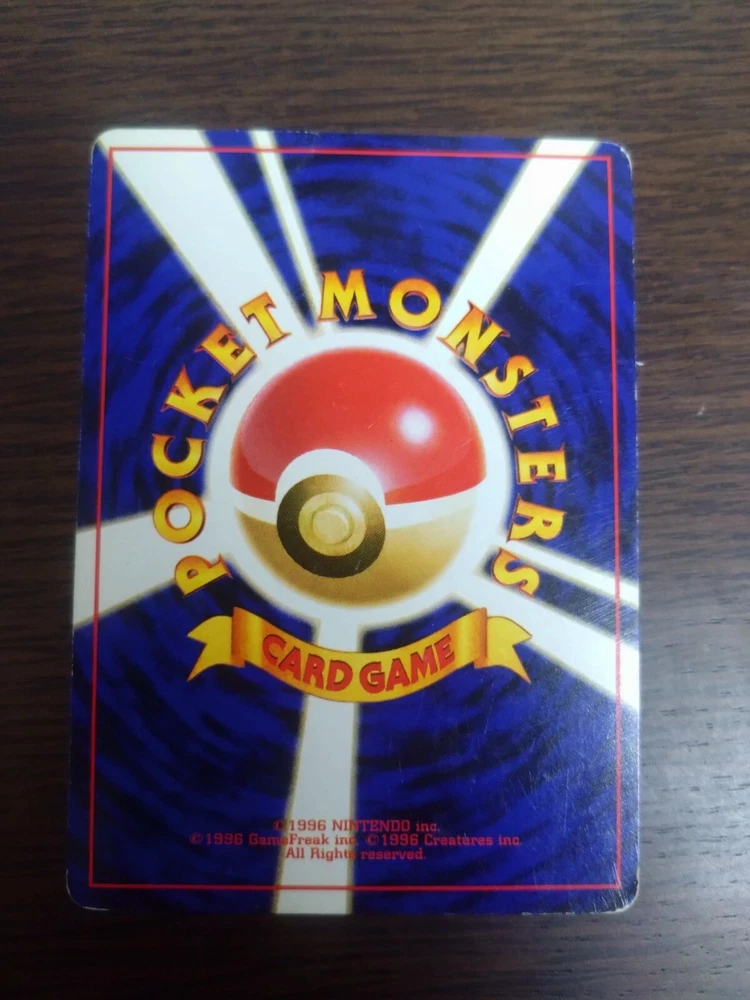 POCKET MONSTERS
CARD GAME
©1996 NINTENDO inc.
©1996 GameFreak inc. ©1996 Creatures inc.
All Rights reserved.